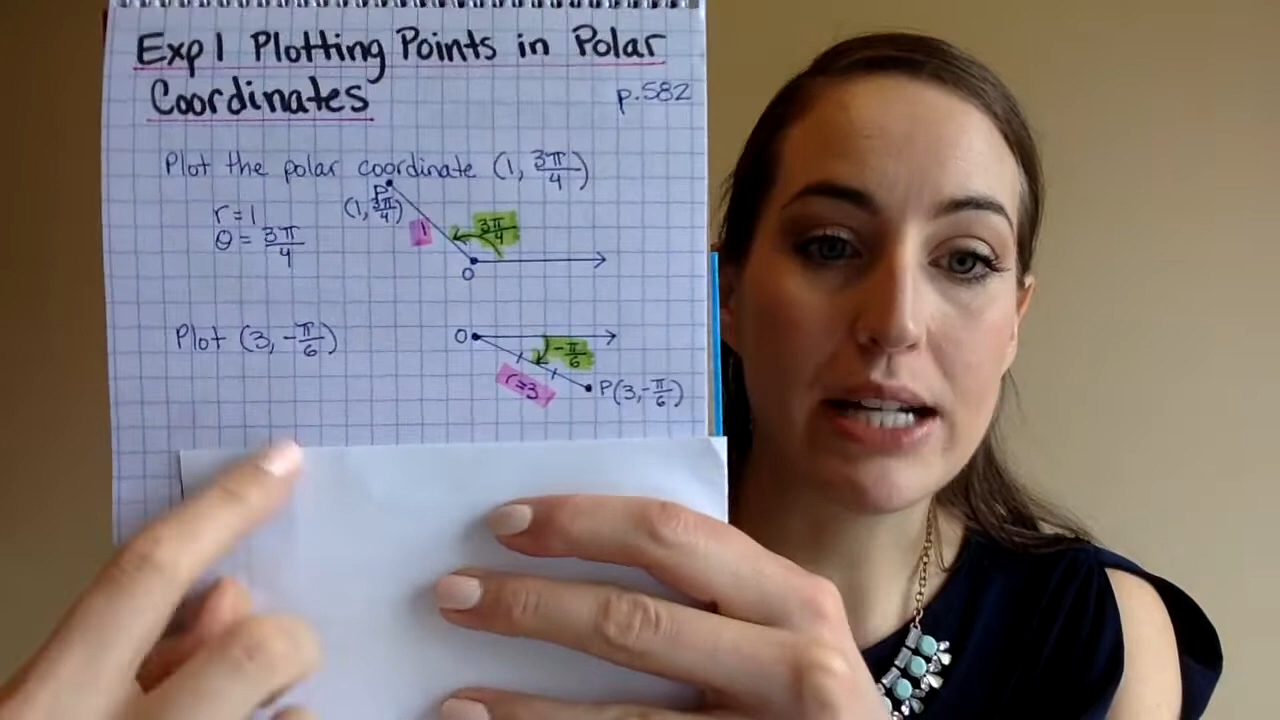 Exp 1 Plotting Points in Polar
Coordinates
p.582
Plot the polar coordinate (1, 3π/4)
P
(1, 3π/4)
r = 1
θ = 3π/4
1
3π/4
O
Plot (3, -π/6)
O
-π/6
r=3
P(3, -π/6)